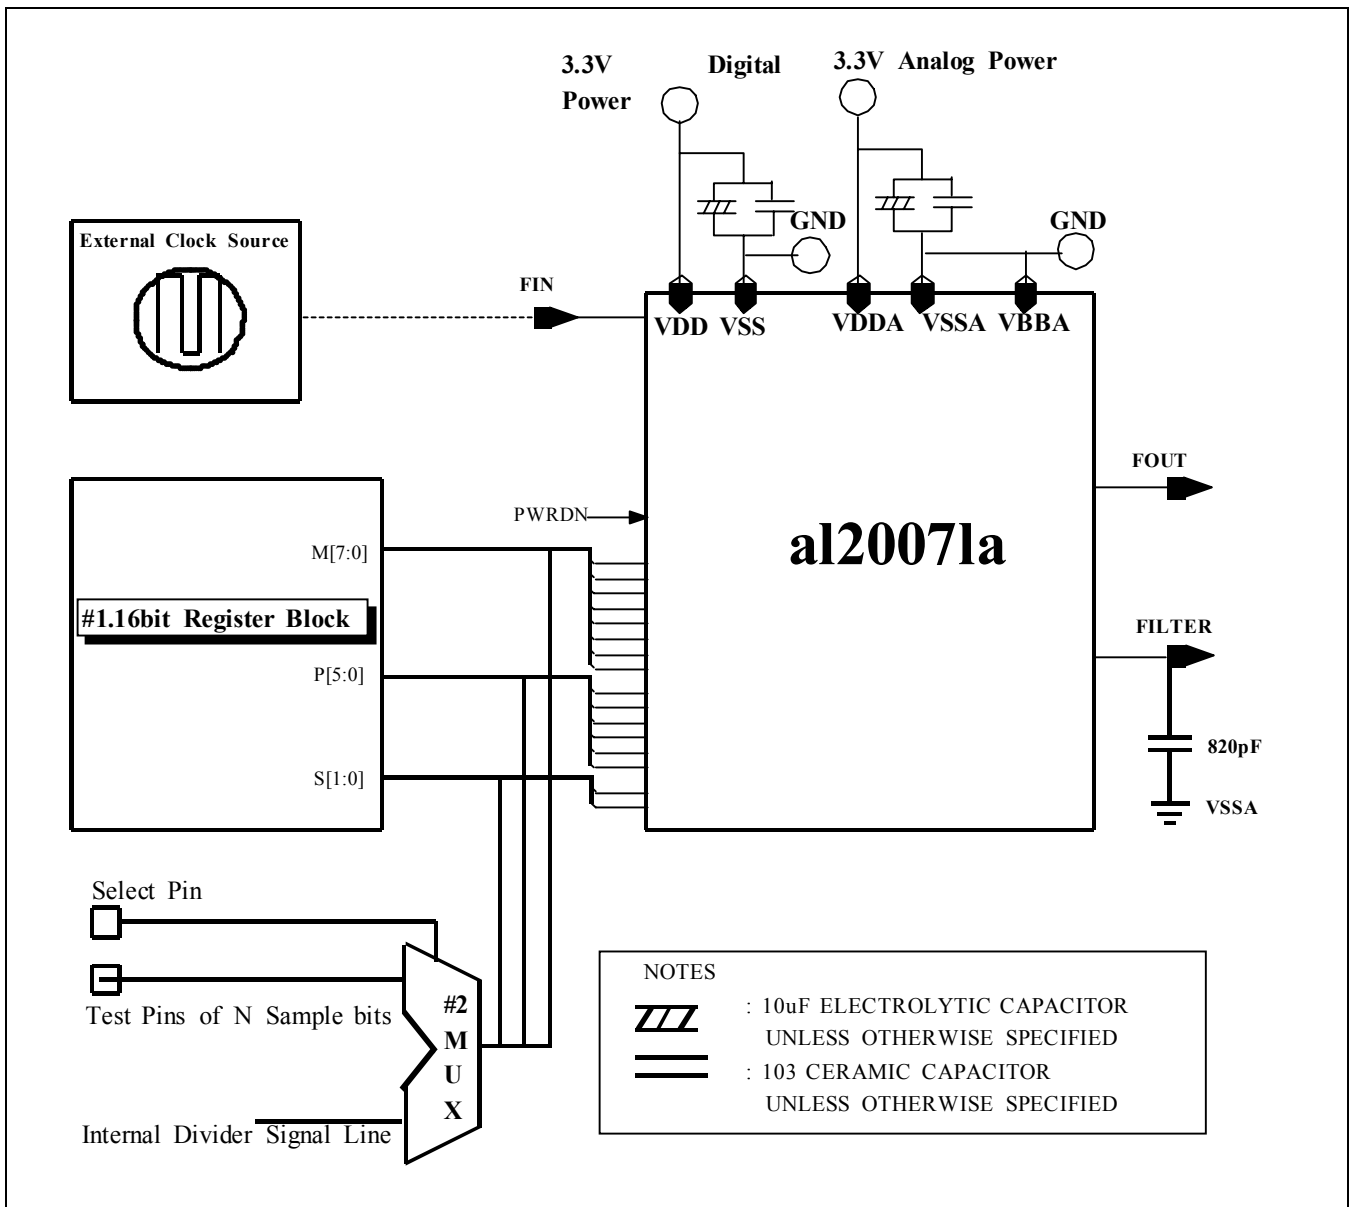 3.3V Digital
Power
3.3V Analog Power
GND
GND
External Clock Source
FIN
VDD VSS VDDA VSSA VBBA
FOUT
PWRDN
al2007la
M[7:0]
#1.16bit Register Block
FILTER
P[5:0]
820pF
S[1:0]
VSSA
Select Pin
Test Pins of N Sample bits
#2
M
U
X
Internal Divider Signal Line
NOTES
: 10uF ELECTROLYTIC CAPACITOR
UNLESS OTHERWISE SPECIFIED
: 103 CERAMIC CAPACITOR
UNLESS OTHERWISE SPECIFIED